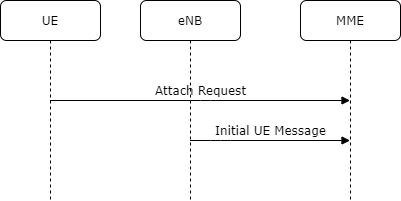 UE
eNB
MME
Attach Request
Initial UE Message